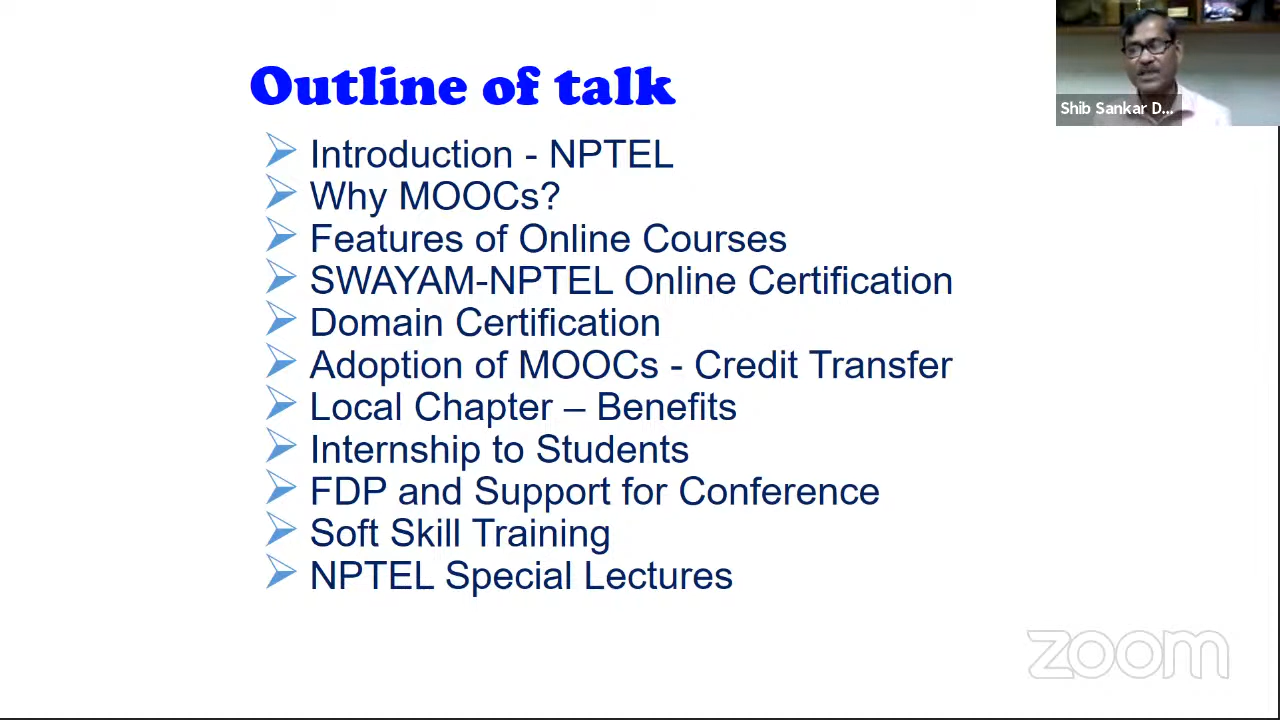 Outline of talk
Introduction - NPTEL
Why MOOCs?
Features of Online Courses
SWAYAM-NPTEL Online Certification
Domain Certification
Adoption of MOOCs - Credit Transfer
Local Chapter – Benefits
Internship to Students
FDP and Support for Conference
Soft Skill Training
NPTEL Special Lectures
Shib Sankar D...
zoom